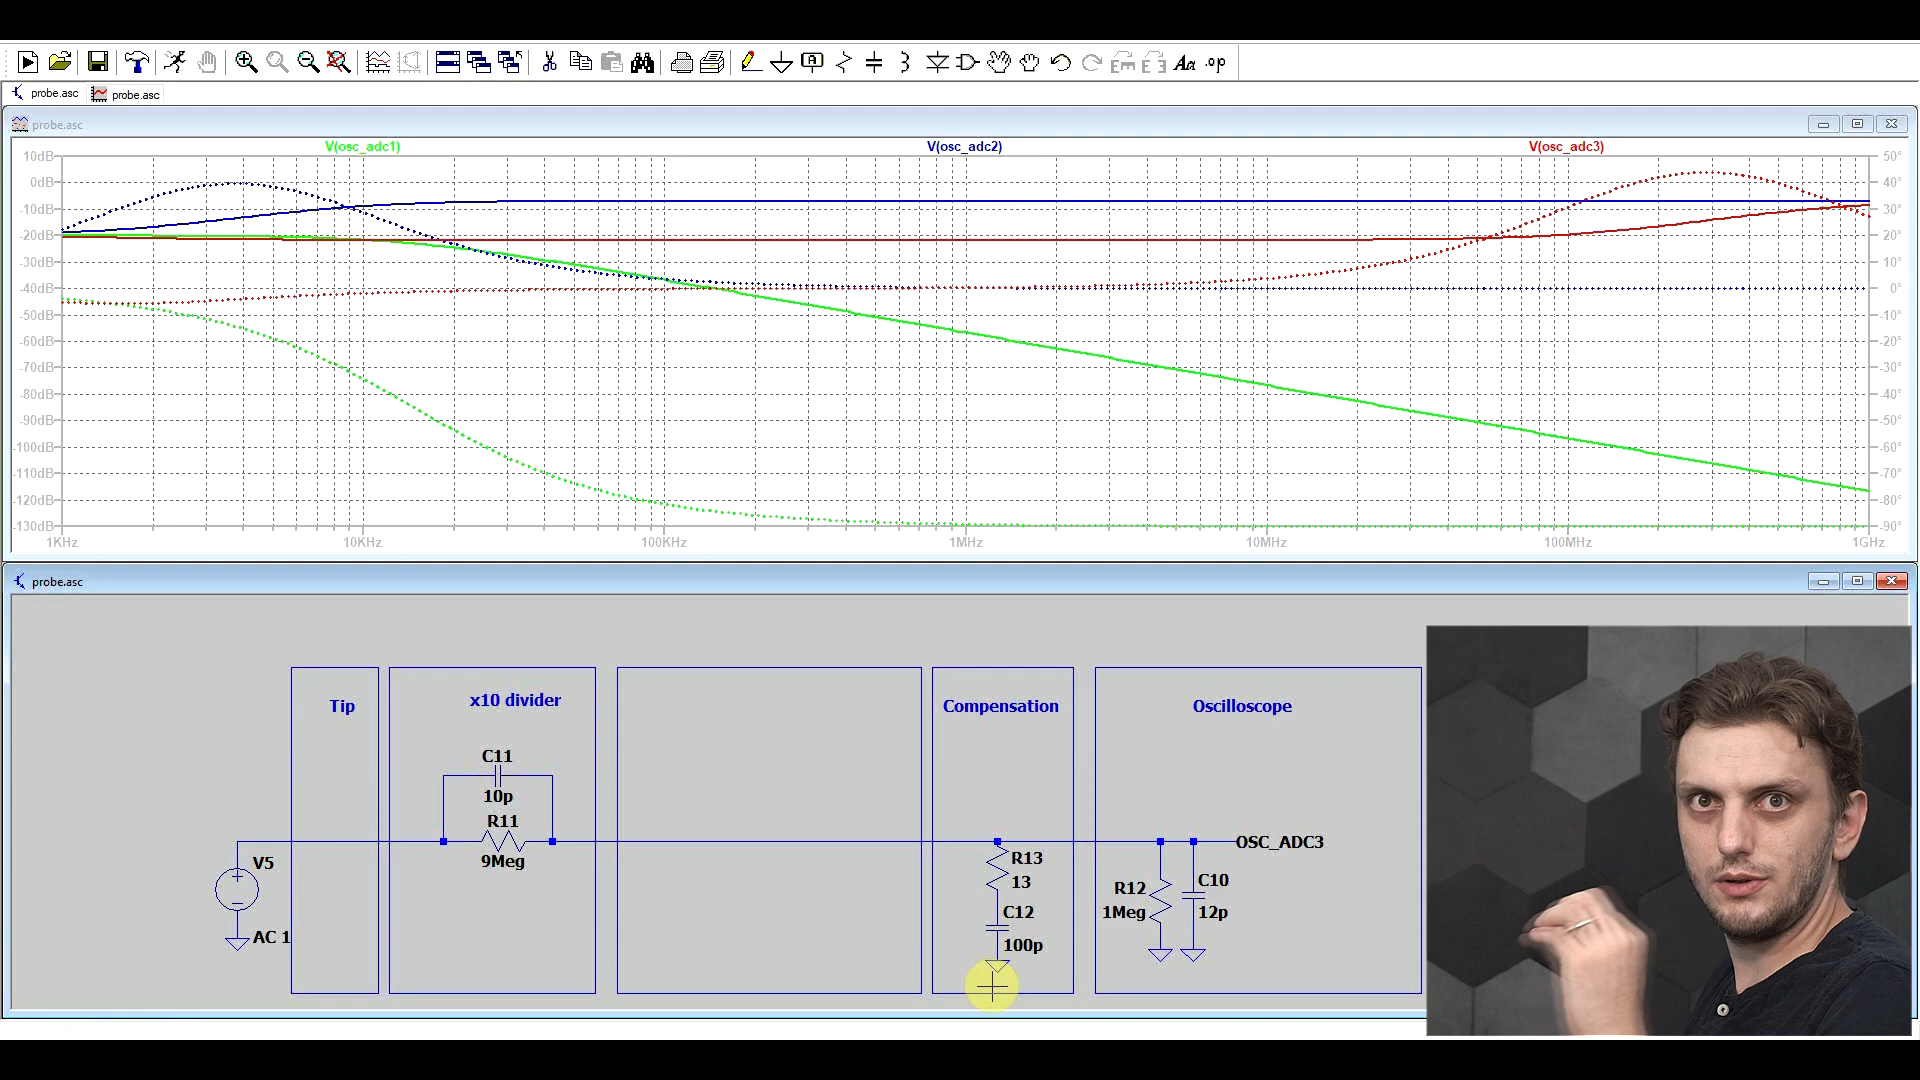 probe.asc probe.asc
probe.asc
V(osc_adc1) V(osc_adc2) V(osc_adc3)
10dB 50°
0dB 40°
-10dB 30°
-20dB 20°
-30dB 10°
-40dB 0°
-50dB -10°
-60dB -20°
-70dB -30°
-80dB -40°
-90dB -50°
-100dB -60°
-110dB -70°
-120dB -80°
-130dB -90°
1KHz 10KHz 100KHz 1MHz 10MHz 100MHz 1GHz
probe.asc
Tip x10 divider Compensation Oscilloscope
C11
10p
R11
9Meg
V5
AC 1
R13
13
C12
100p
R12
1Meg
C10
12p
OSC_ADC3
Aa .op